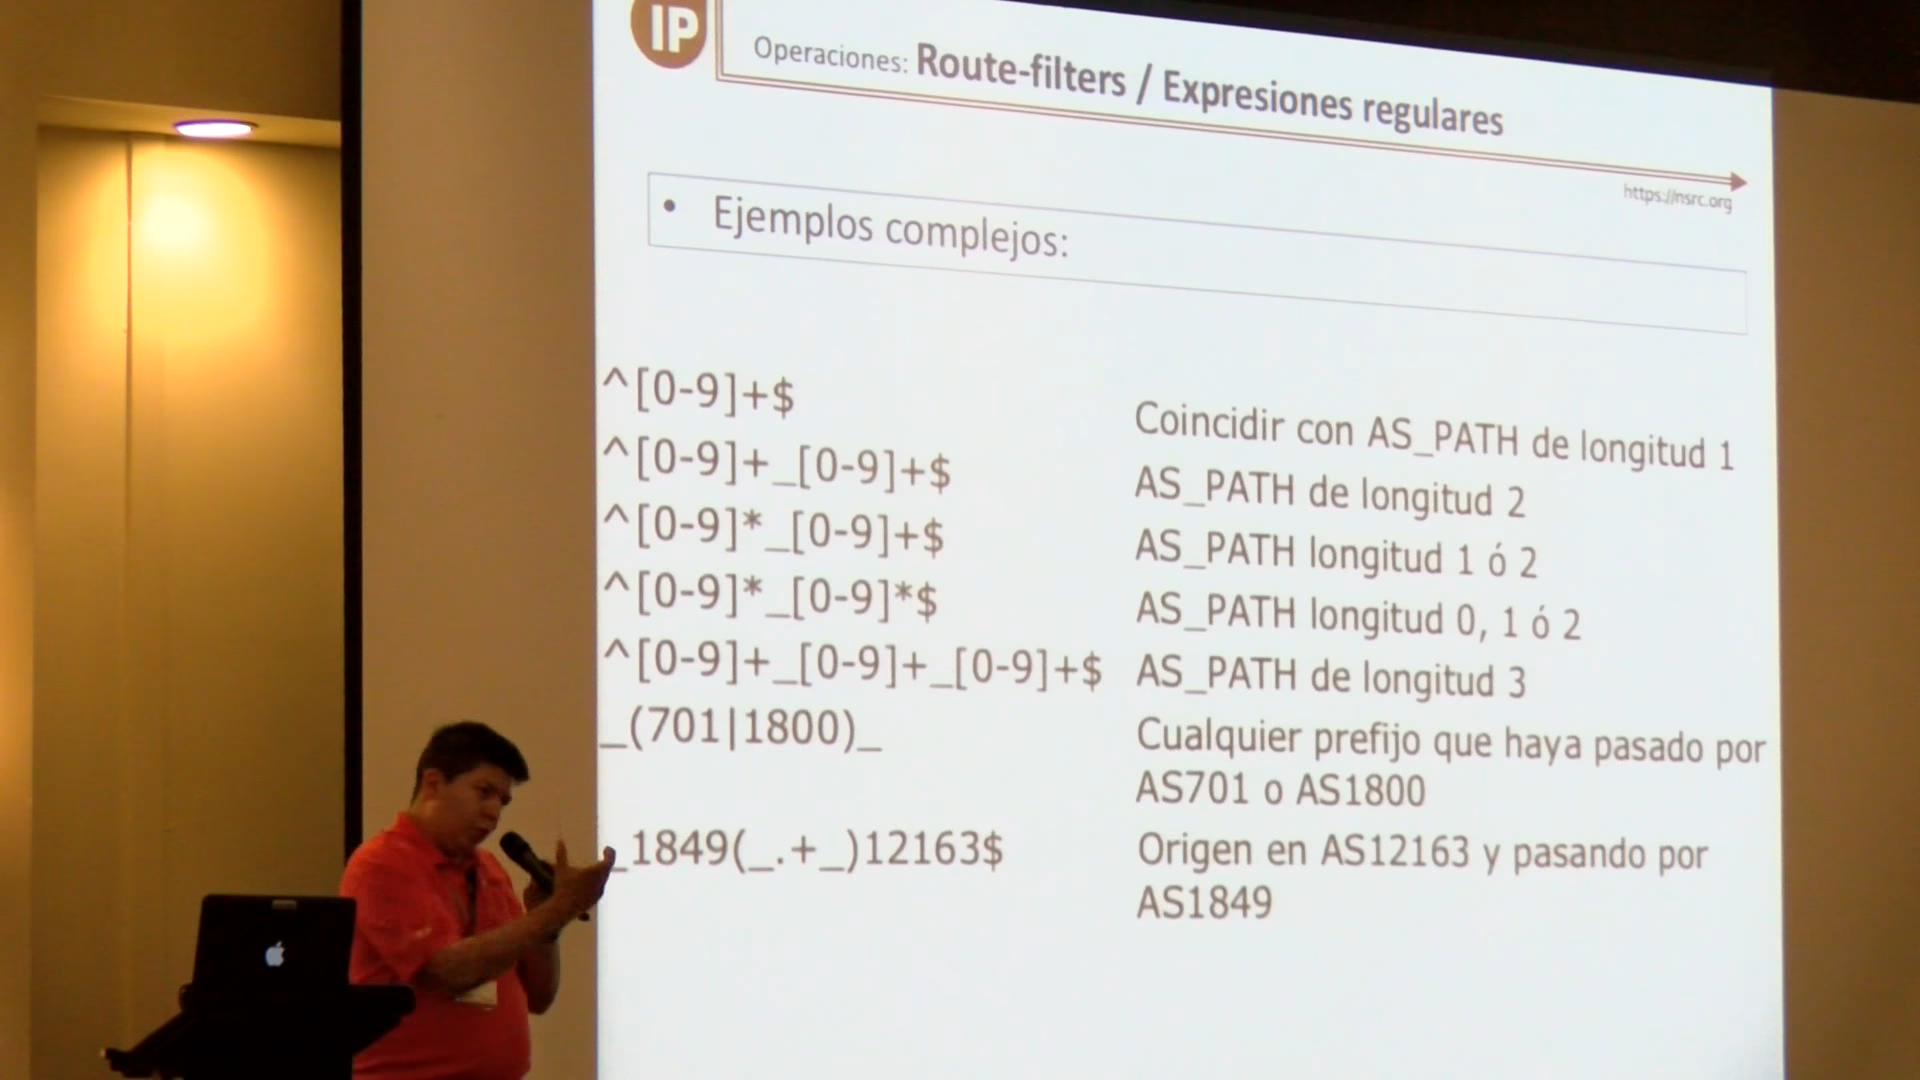 IP
Operaciones: Route-filters / Expresiones regulares
https://nsrc.org
• Ejemplos complejos:
^[0-9]+$ Coincidir con AS_PATH de longitud 1
^[0-9]+_[0-9]+$ AS_PATH de longitud 2
^[0-9]*_[0-9]+$ AS_PATH longitud 1 ó 2
^[0-9]*_[0-9]*$ AS_PATH longitud 0, 1 ó 2
^[0-9]+_[0-9]+_[0-9]+$ AS_PATH de longitud 3
_(701|1800)_ Cualquier prefijo que haya pasado por
AS701 o AS1800
_1849(_.+_)12163$ Origen en AS12163 y pasando por
AS1849